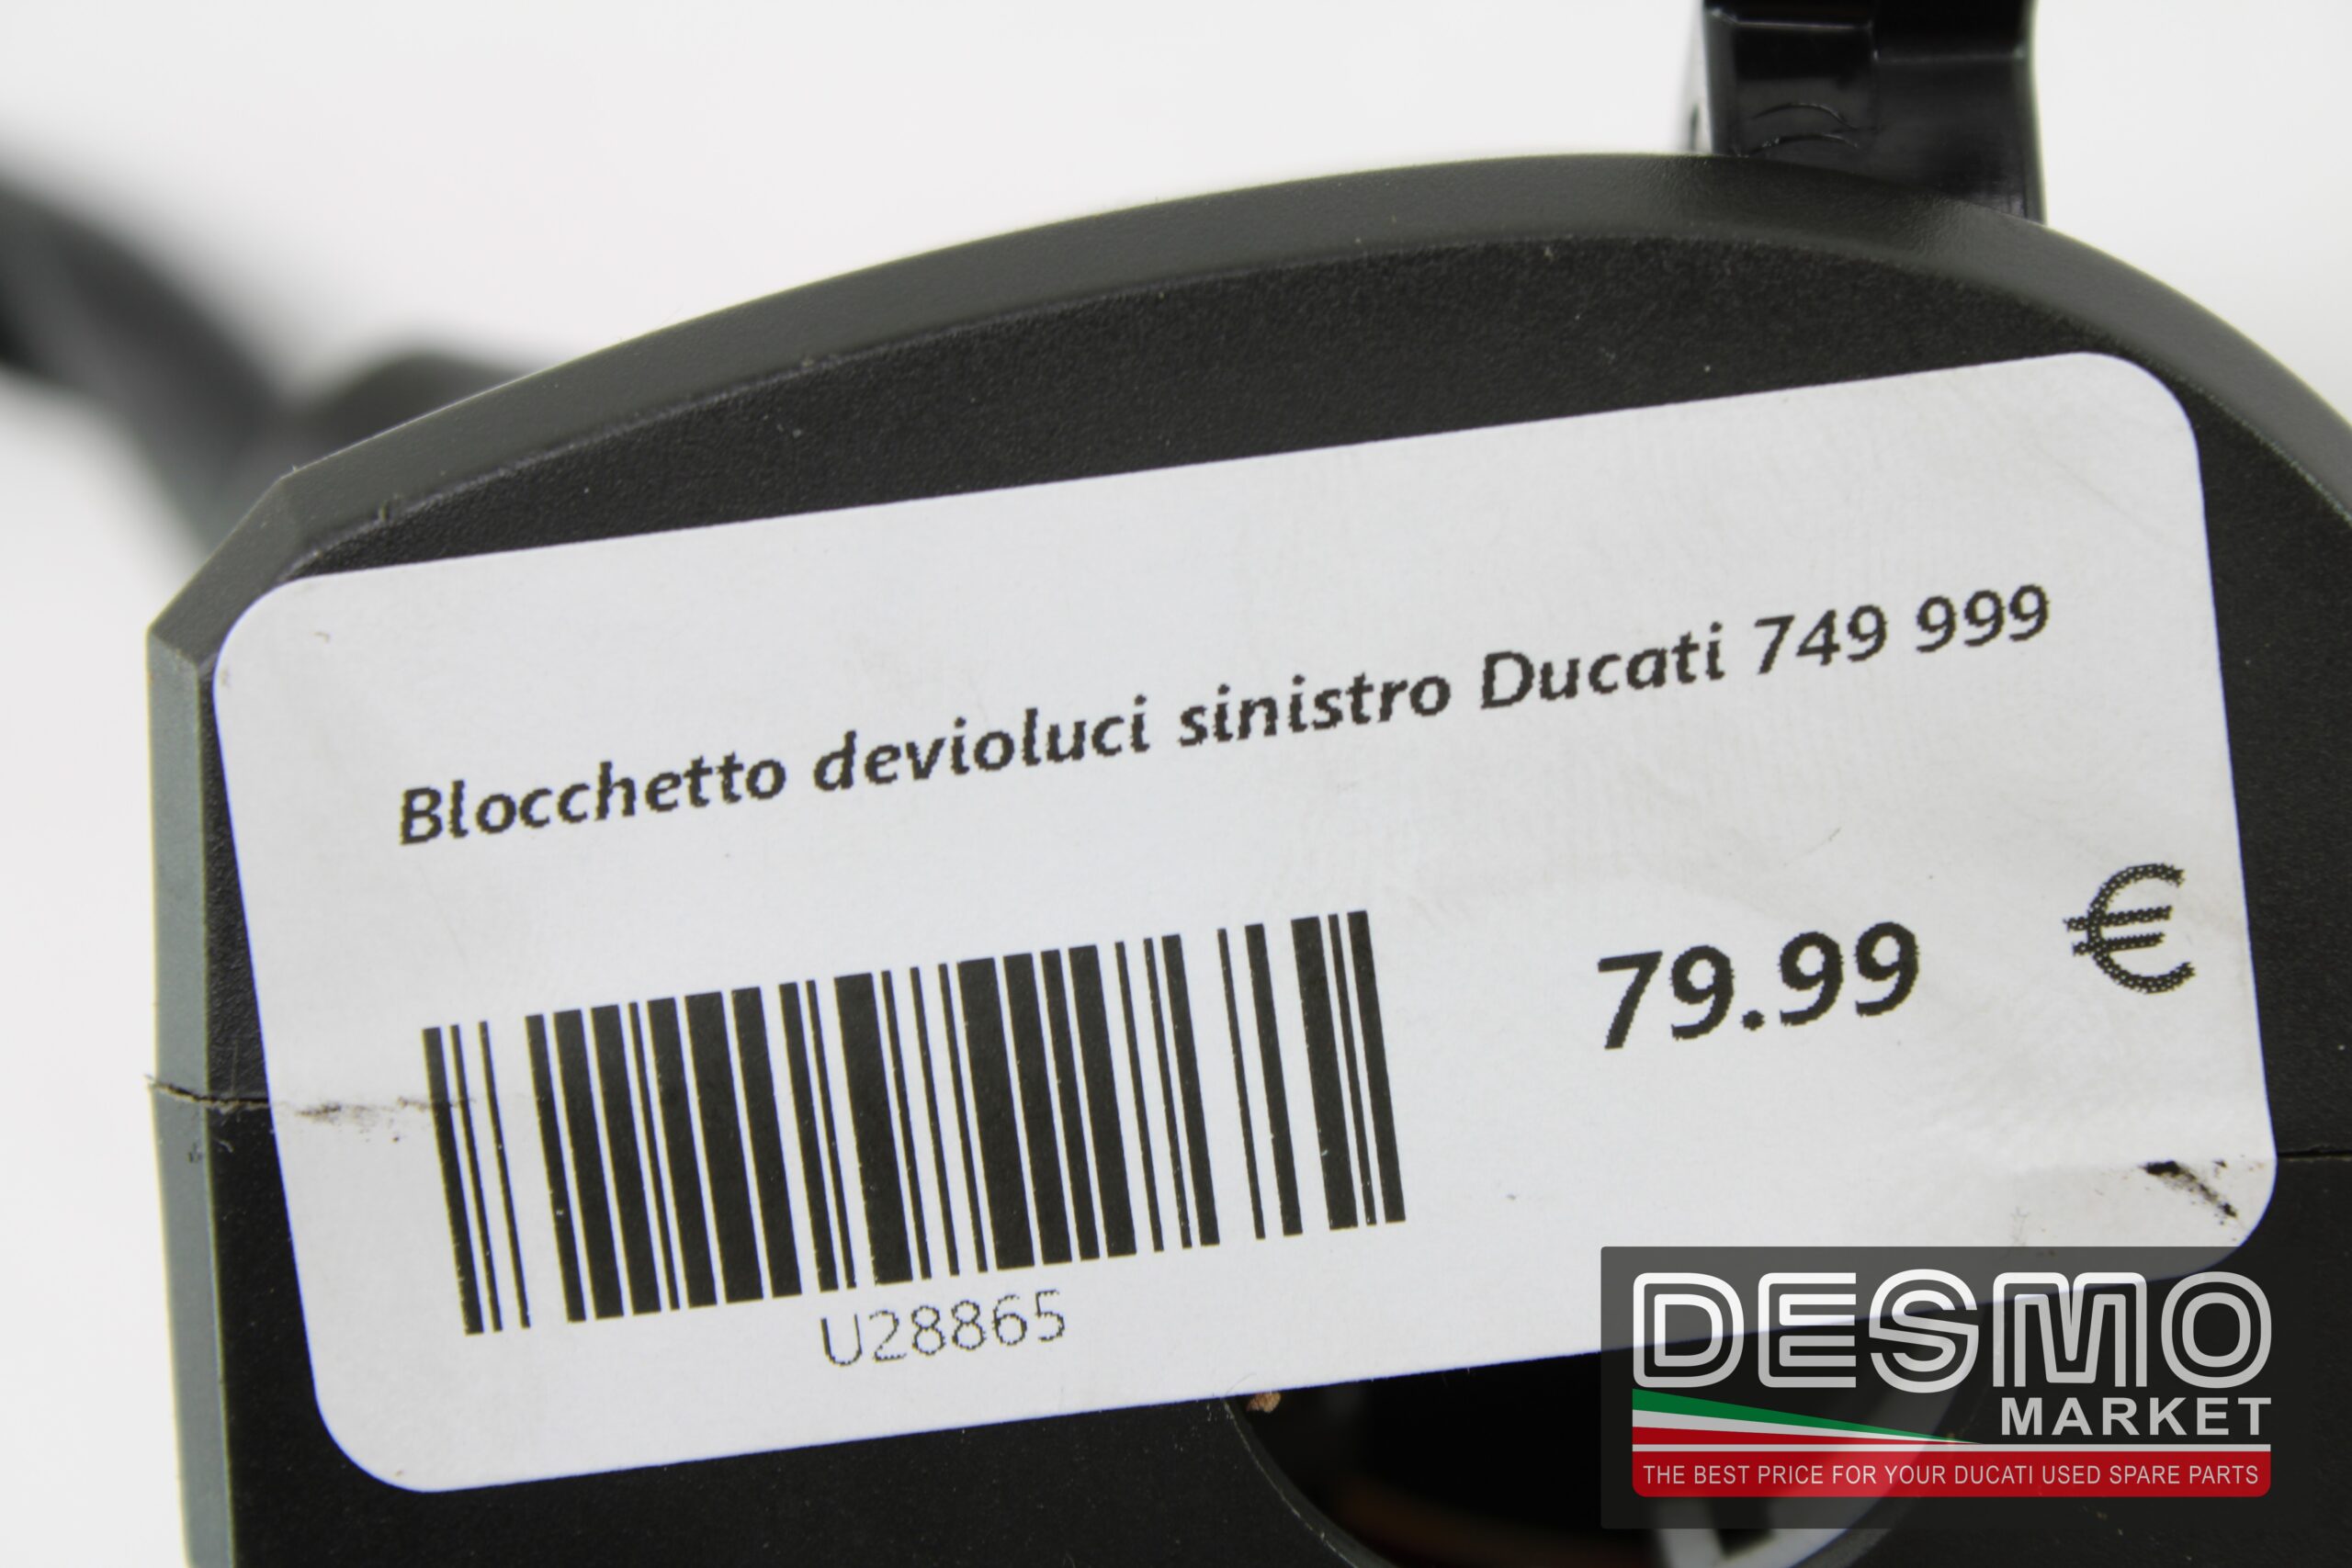 Blocchetto devioluci sinistro Ducati 749 999
79.99 €
U28865
DESMO
MARKET
THE BEST PRICE FOR YOUR DUCATI USED SPARE PARTS